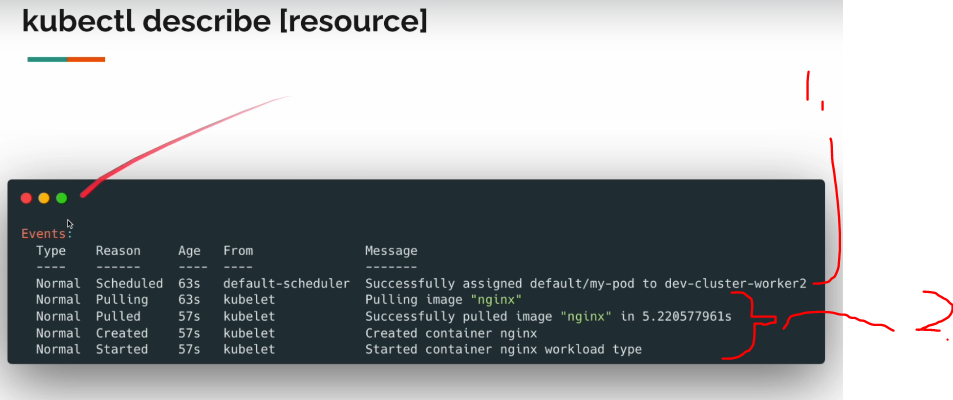 kubectl describe [resource]
1.
Events:
Type Reason Age From Message
---- ------ ---- ---- -------
Normal Scheduled 63s default-scheduler Successfully assigned default/my-pod to dev-cluster-worker2
Normal Pulling 63s kubelet Pulling image "nginx"
Normal Pulled 57s kubelet Successfully pulled image "nginx" in 5.220577961s
Normal Created 57s kubelet Created container nginx
Normal Started 57s kubelet Started container nginx workload type
2.